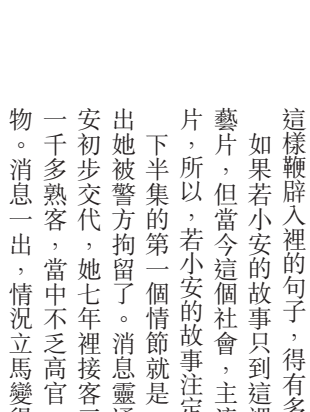 這樣鞭辟入裡的句子，得有多
如果若小安的故事只到這裡
藝片，但當今這個社會，主
片，所以，若小安的故事注定
下半集的第一個情節就是
出她被警方拘留了。消息靈通
安初步交代，她七年裡接客
一千多熟客，當中不乏高官
物。消息一出，情況立馬變得